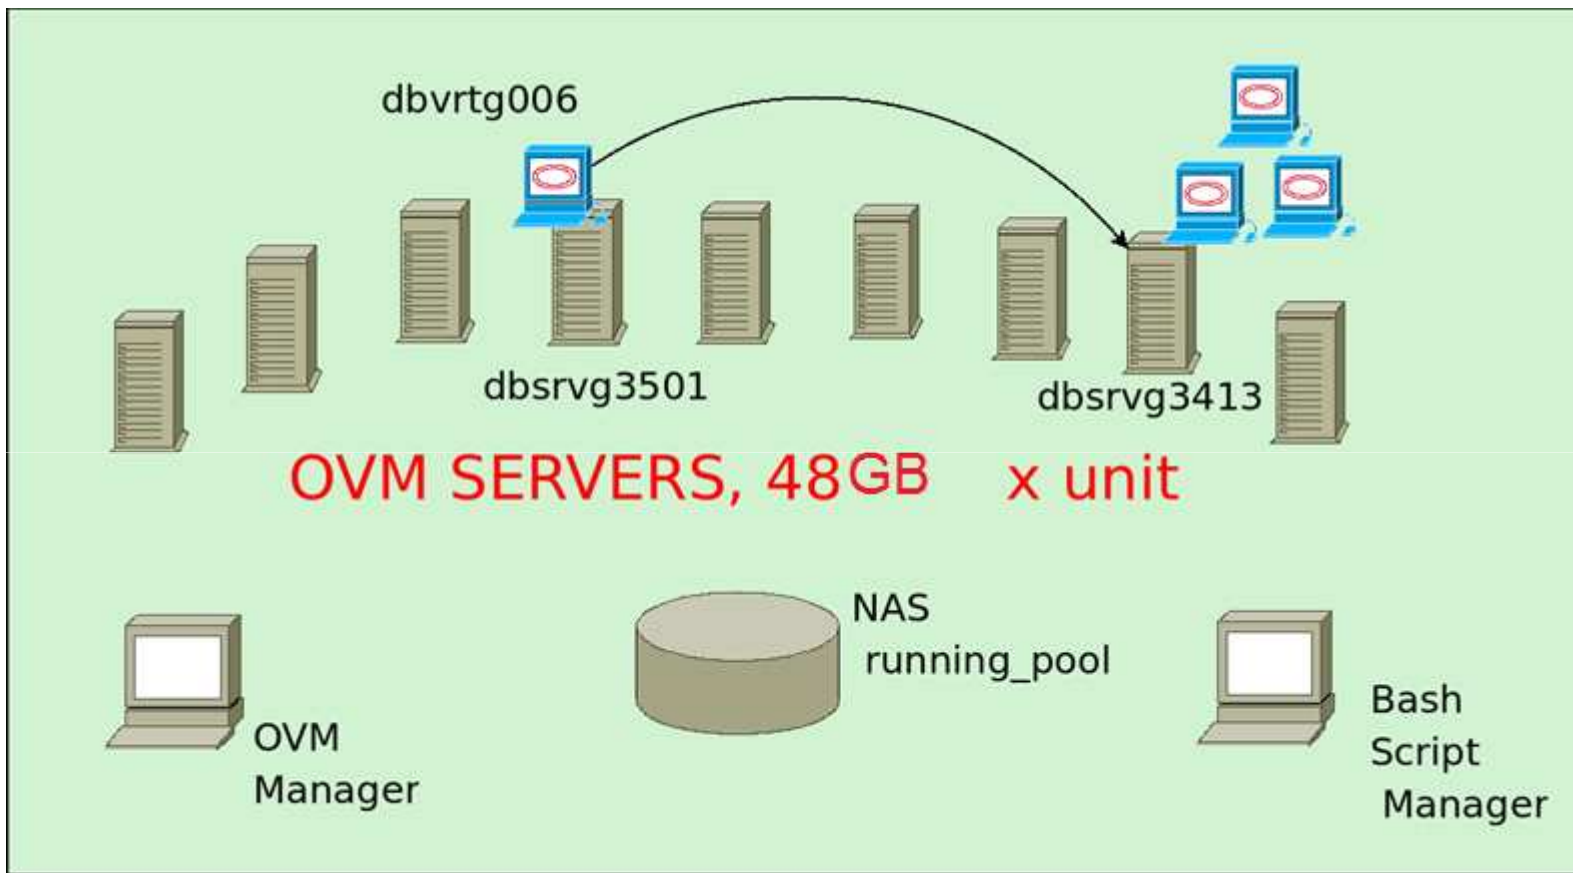 dbvrtg006
dbsrvg3501
dbsrvg3413
OVM SERVERS, 48GB x unit
NAS
running_pool
OVM
Manager
Bash
Script
Manager